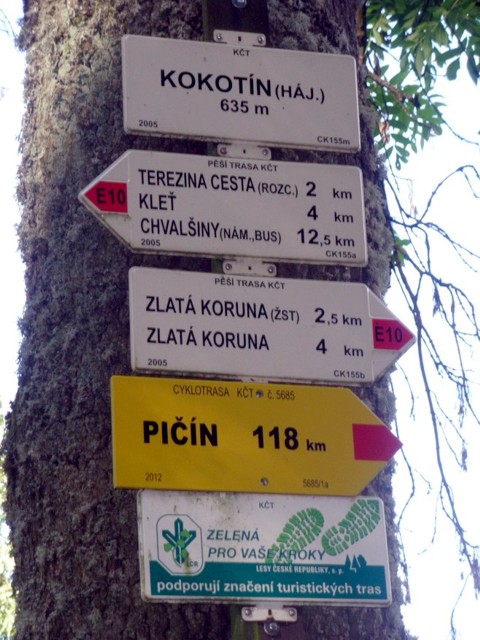 KČT
KOKOTÍN (HÁJ.)
635 m
2005 CK155m
PĚŠÍ TRASA KČT
E10
TEREZINA CESTA (ROZC.) 2 km
KLEŤ 4 km
CHVALŠINY (NÁM., BUS) 12,5 km
2005 CK155a
PĚŠÍ TRASA KČT
ZLATÁ KORUNA (ŽST) 2,5 km
E10
ZLATÁ KORUNA 4 km
2005 CK155b
CYKLOTRASA KČT č. 5685
PIČÍN 118 km
2012 5685/1a
KČT
ZELENÁ
PRO VAŠE KROKY
LČR
LESY ČESKÉ REPUBLIKY, s. p.
podporují značení turistických tras